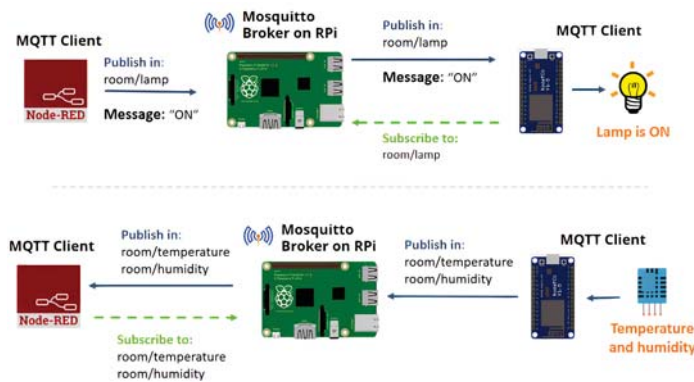 Mosquitto
Broker on RPi
MQTT Client
MQTT Client
Publish in:
room/lamp
Message: "ON"
Node-RED
Publish in:
room/lamp
Message: "ON"
Subscribe to:
room/lamp
Lamp is ON
Mosquitto
Broker on RPi
MQTT Client
MQTT Client
Publish in:
room/temperature
room/humidity
Publish in:
room/temperature
room/humidity
Node-RED
Subscribe to:
room/temperature
room/humidity
Temperature
and humidity